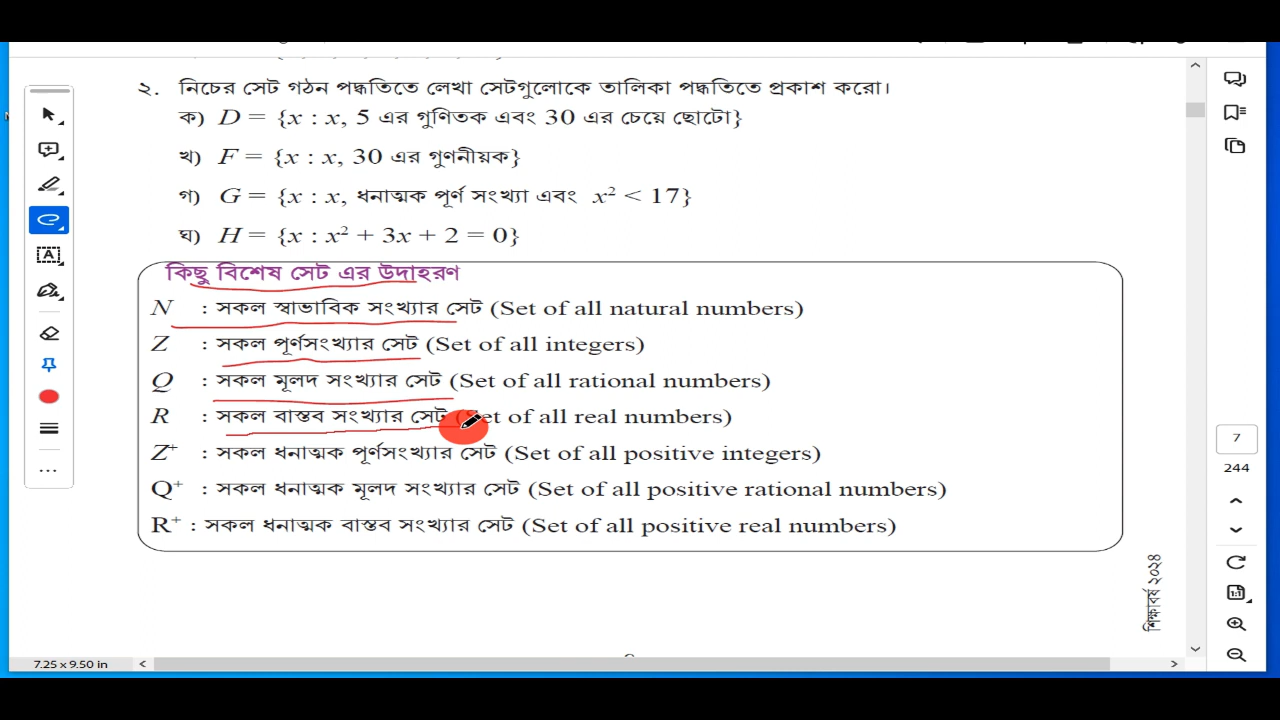 ২. নিচের সেট গঠন পদ্ধতিতে লেখা সেটগুলোকে তালিকা পদ্ধতিতে প্রকাশ করো।
ক) D = {x : x, 5 এর গুণিতক এবং 30 এর চেয়ে ছোটো}
খ) F = {x : x, 30 এর গুণনীয়ক}
গ) G = {x : x, ধনাত্মক পূর্ণ সংখ্যা এবং x² < 17}
ঘ) H = {x : x² + 3x + 2 = 0}
কিছু বিশেষ সেট এর উদাহরণ
N : সকল স্বাভাবিক সংখ্যার সেট (Set of all natural numbers)
Z : সকল পূর্ণসংখ্যার সেট (Set of all integers)
Q : সকল মূলদ সংখ্যার সেট (Set of all rational numbers)
R : সকল বাস্তব সংখ্যার সেট (Set of all real numbers)
Z⁺ : সকল ধনাত্মক পূর্ণসংখ্যার সেট (Set of all positive integers)
Q⁺ : সকল ধনাত্মক মূলদ সংখ্যার সেট (Set of all positive rational numbers)
R⁺ : সকল ধনাত্মক বাস্তব সংখ্যার সেট (Set of all positive real numbers)
শিক্ষাবর্ষ ২০২৪
7
244
7.25 x 9.50 in